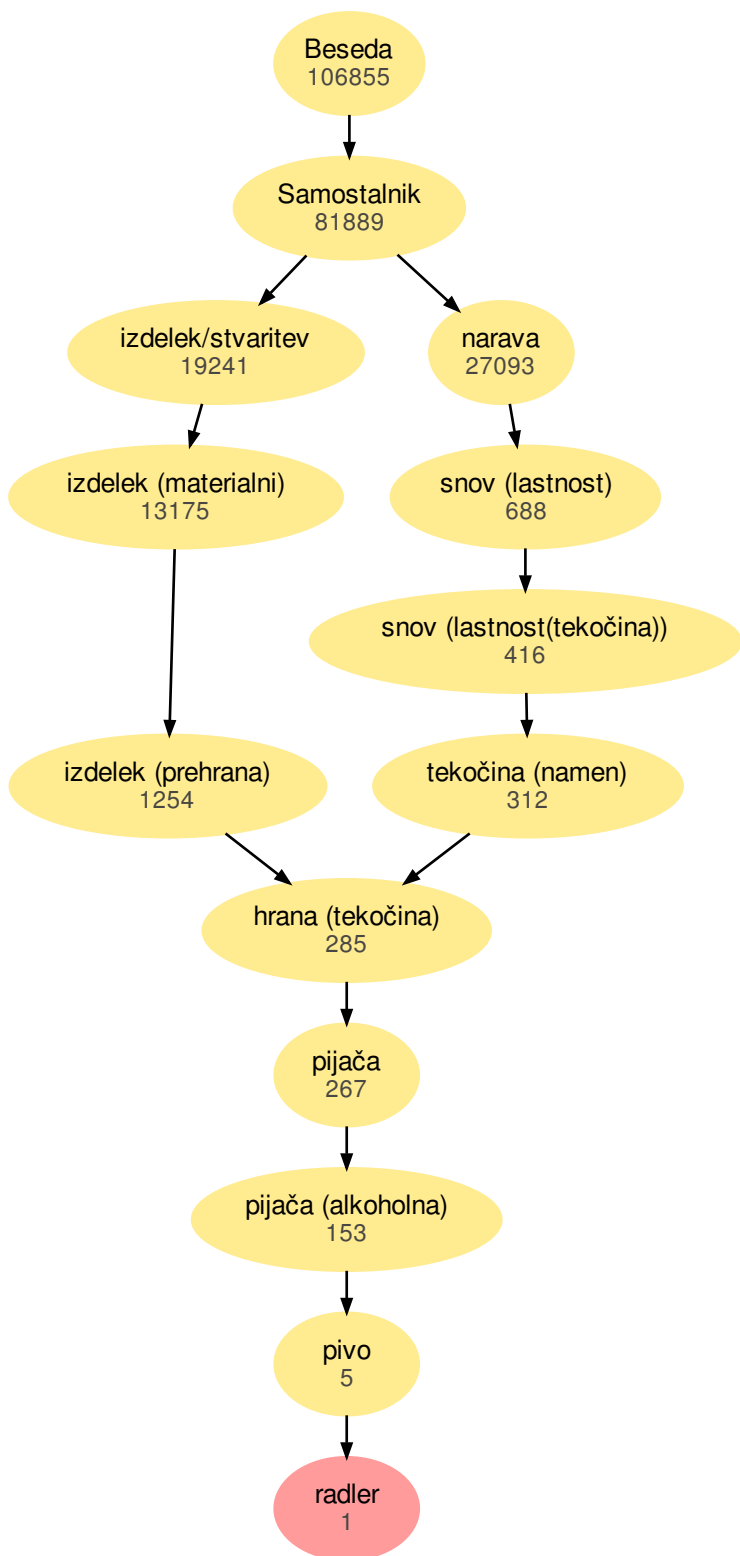 Beseda
106855
Samostalnik
81889
izdelek/stvaritev
19241
narava
27093
izdelek (materialni)
13175
snov (lastnost)
688
snov (lastnost(tekočina))
416
izdelek (prehrana)
1254
tekočina (namen)
312
hrana (tekočina)
285
pijača
267
pijača (alkoholna)
153
pivo
5
radler
1